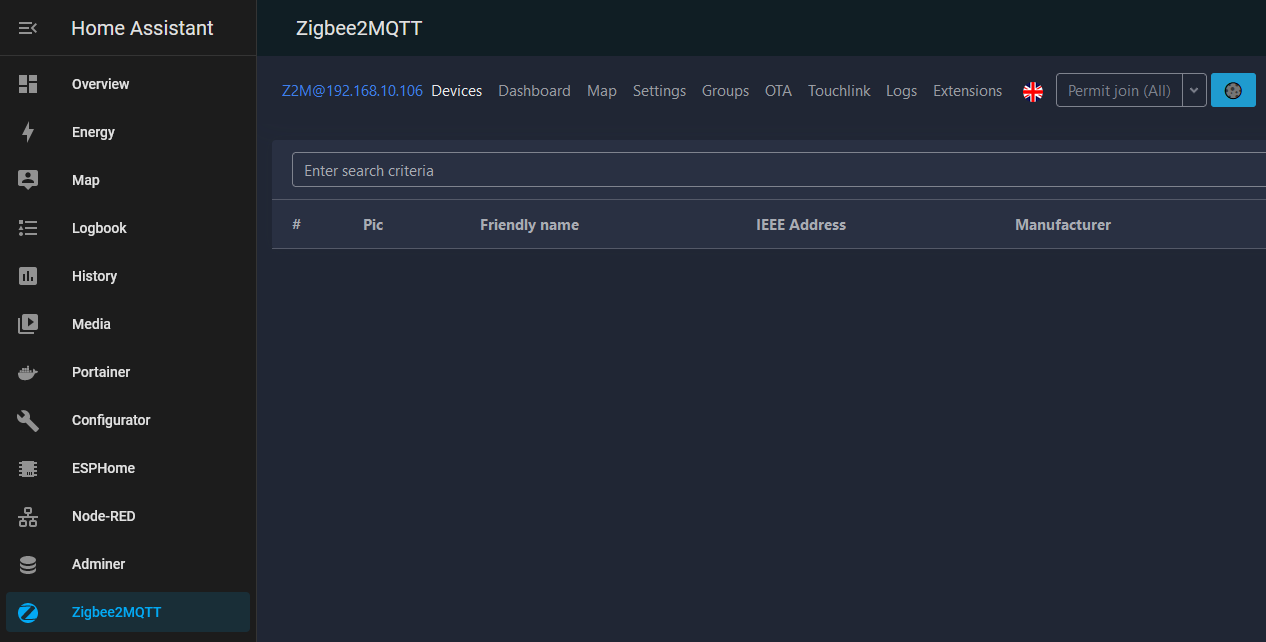 Home Assistant
Overview
Energy
Map
Logbook
History
Media
Portainer
Configurator
ESPHome
Node-RED
Adminer
Zigbee2MQTT
Zigbee2MQTT
Z2M@192.168.10.106 Devices Dashboard Map Settings Groups OTA Touchlink Logs Extensions Permit join (All)
Enter search criteria
# Pic Friendly name IEEE Address Manufacturer